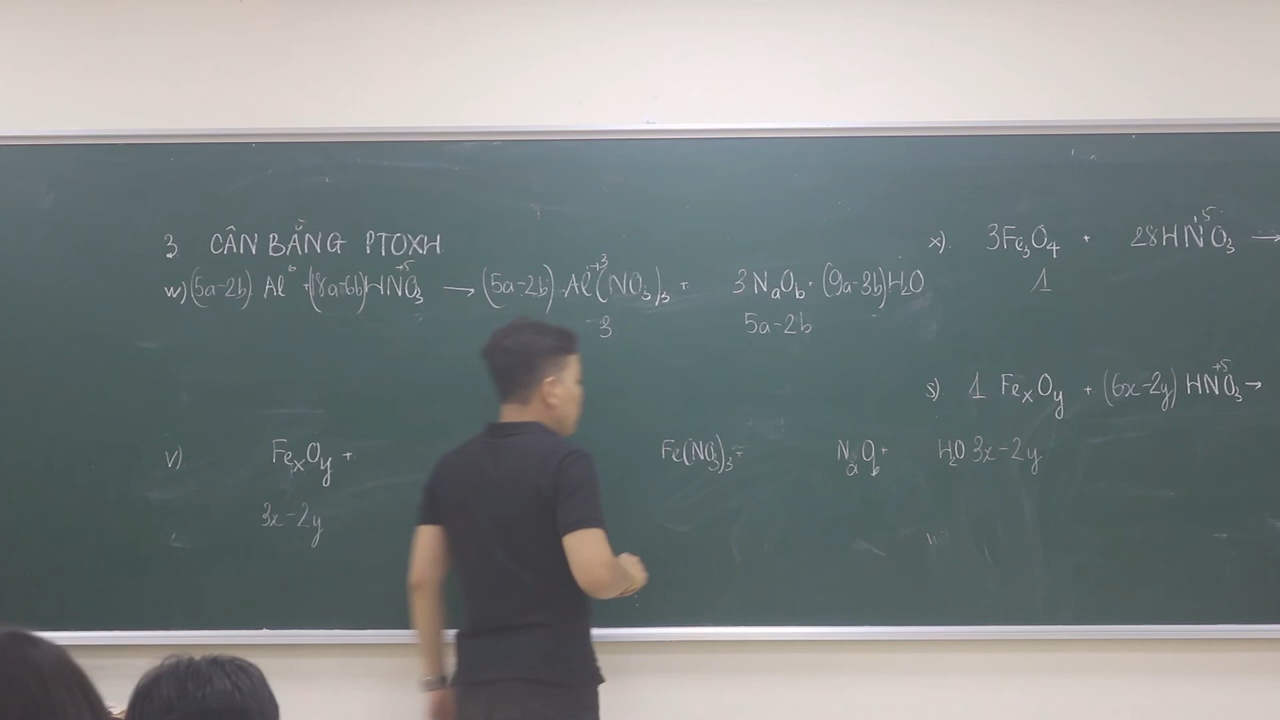 3 CÂN BẰNG PTOXH
w) (5a-2b) Al⁰ + (18a-6b)HN⁺⁵O₃ → (5a-2b) Al⁺³(NO₃)₃ + 3 NₐO_b + (9a-3b)H₂O
3 5a-2b
v) FeₓO_y + Fe(NO₃)₃ + NₐO_b + H₂O
3x-2y 3x-2y
x). 3Fe₃O₄ + 28HN⁺⁵O₃ →
1
s) 1 FeₓO_y + (6x-2y) HN⁺⁵O₃ →